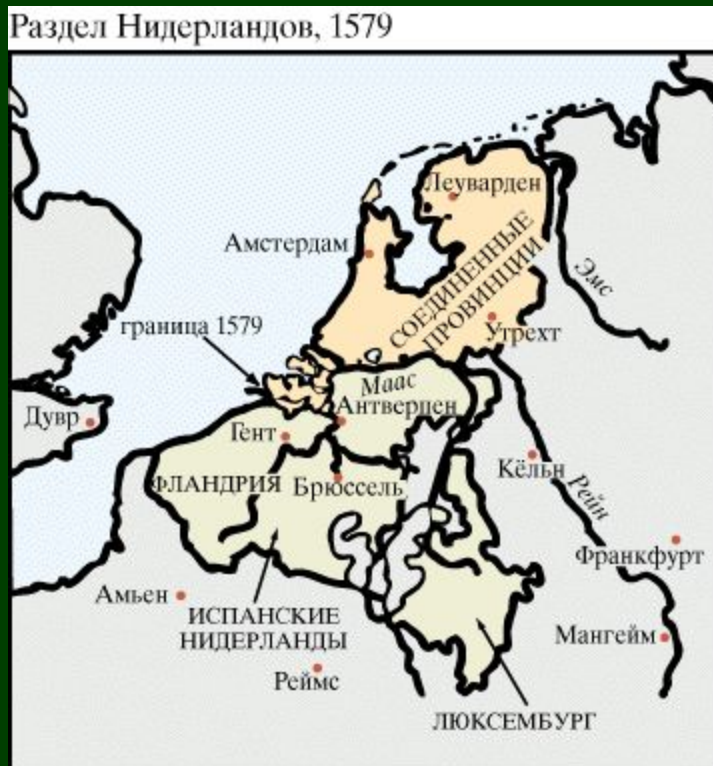 Раздел Нидерландов, 1579
Леуварден
Амстердам
СОЕДИНЕННЫЕ
ПРОВИНЦИИ
Эмс
граница 1579
Утрехт
Маас
Дувр
Антверпен
Гент
Кёльн
ФЛАНДРИЯ
Брюссель
Рейн
Франкфурт
Амьен
ИСПАНСКИЕ
НИДЕРЛАНДЫ
Мангейм
Реймс
ЛЮКСЕМБУРГ